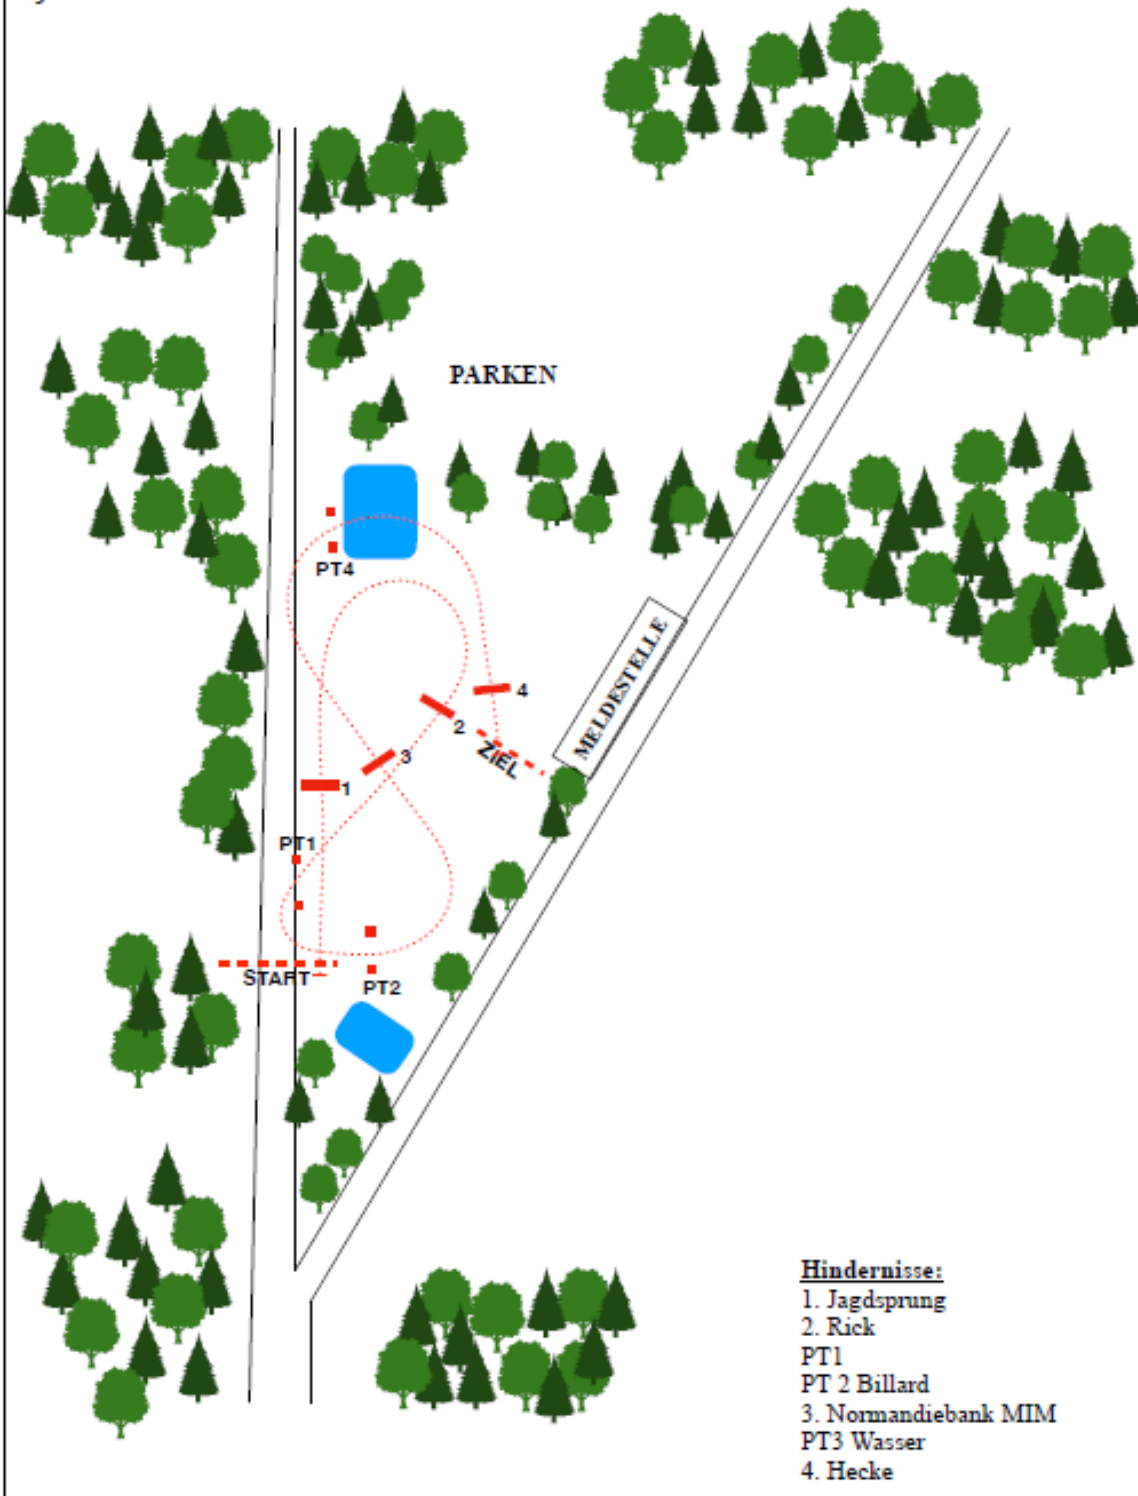 PARKEN
PT4
MELDESTELLE
4
2
ZIEL
3
1
PT1
START
PT2
Hindernisse:
1. Jagdsprung
2. Rick
PT1
PT 2 Billard
3. Normandiebank MIM
PT3 Wasser
4. Hecke